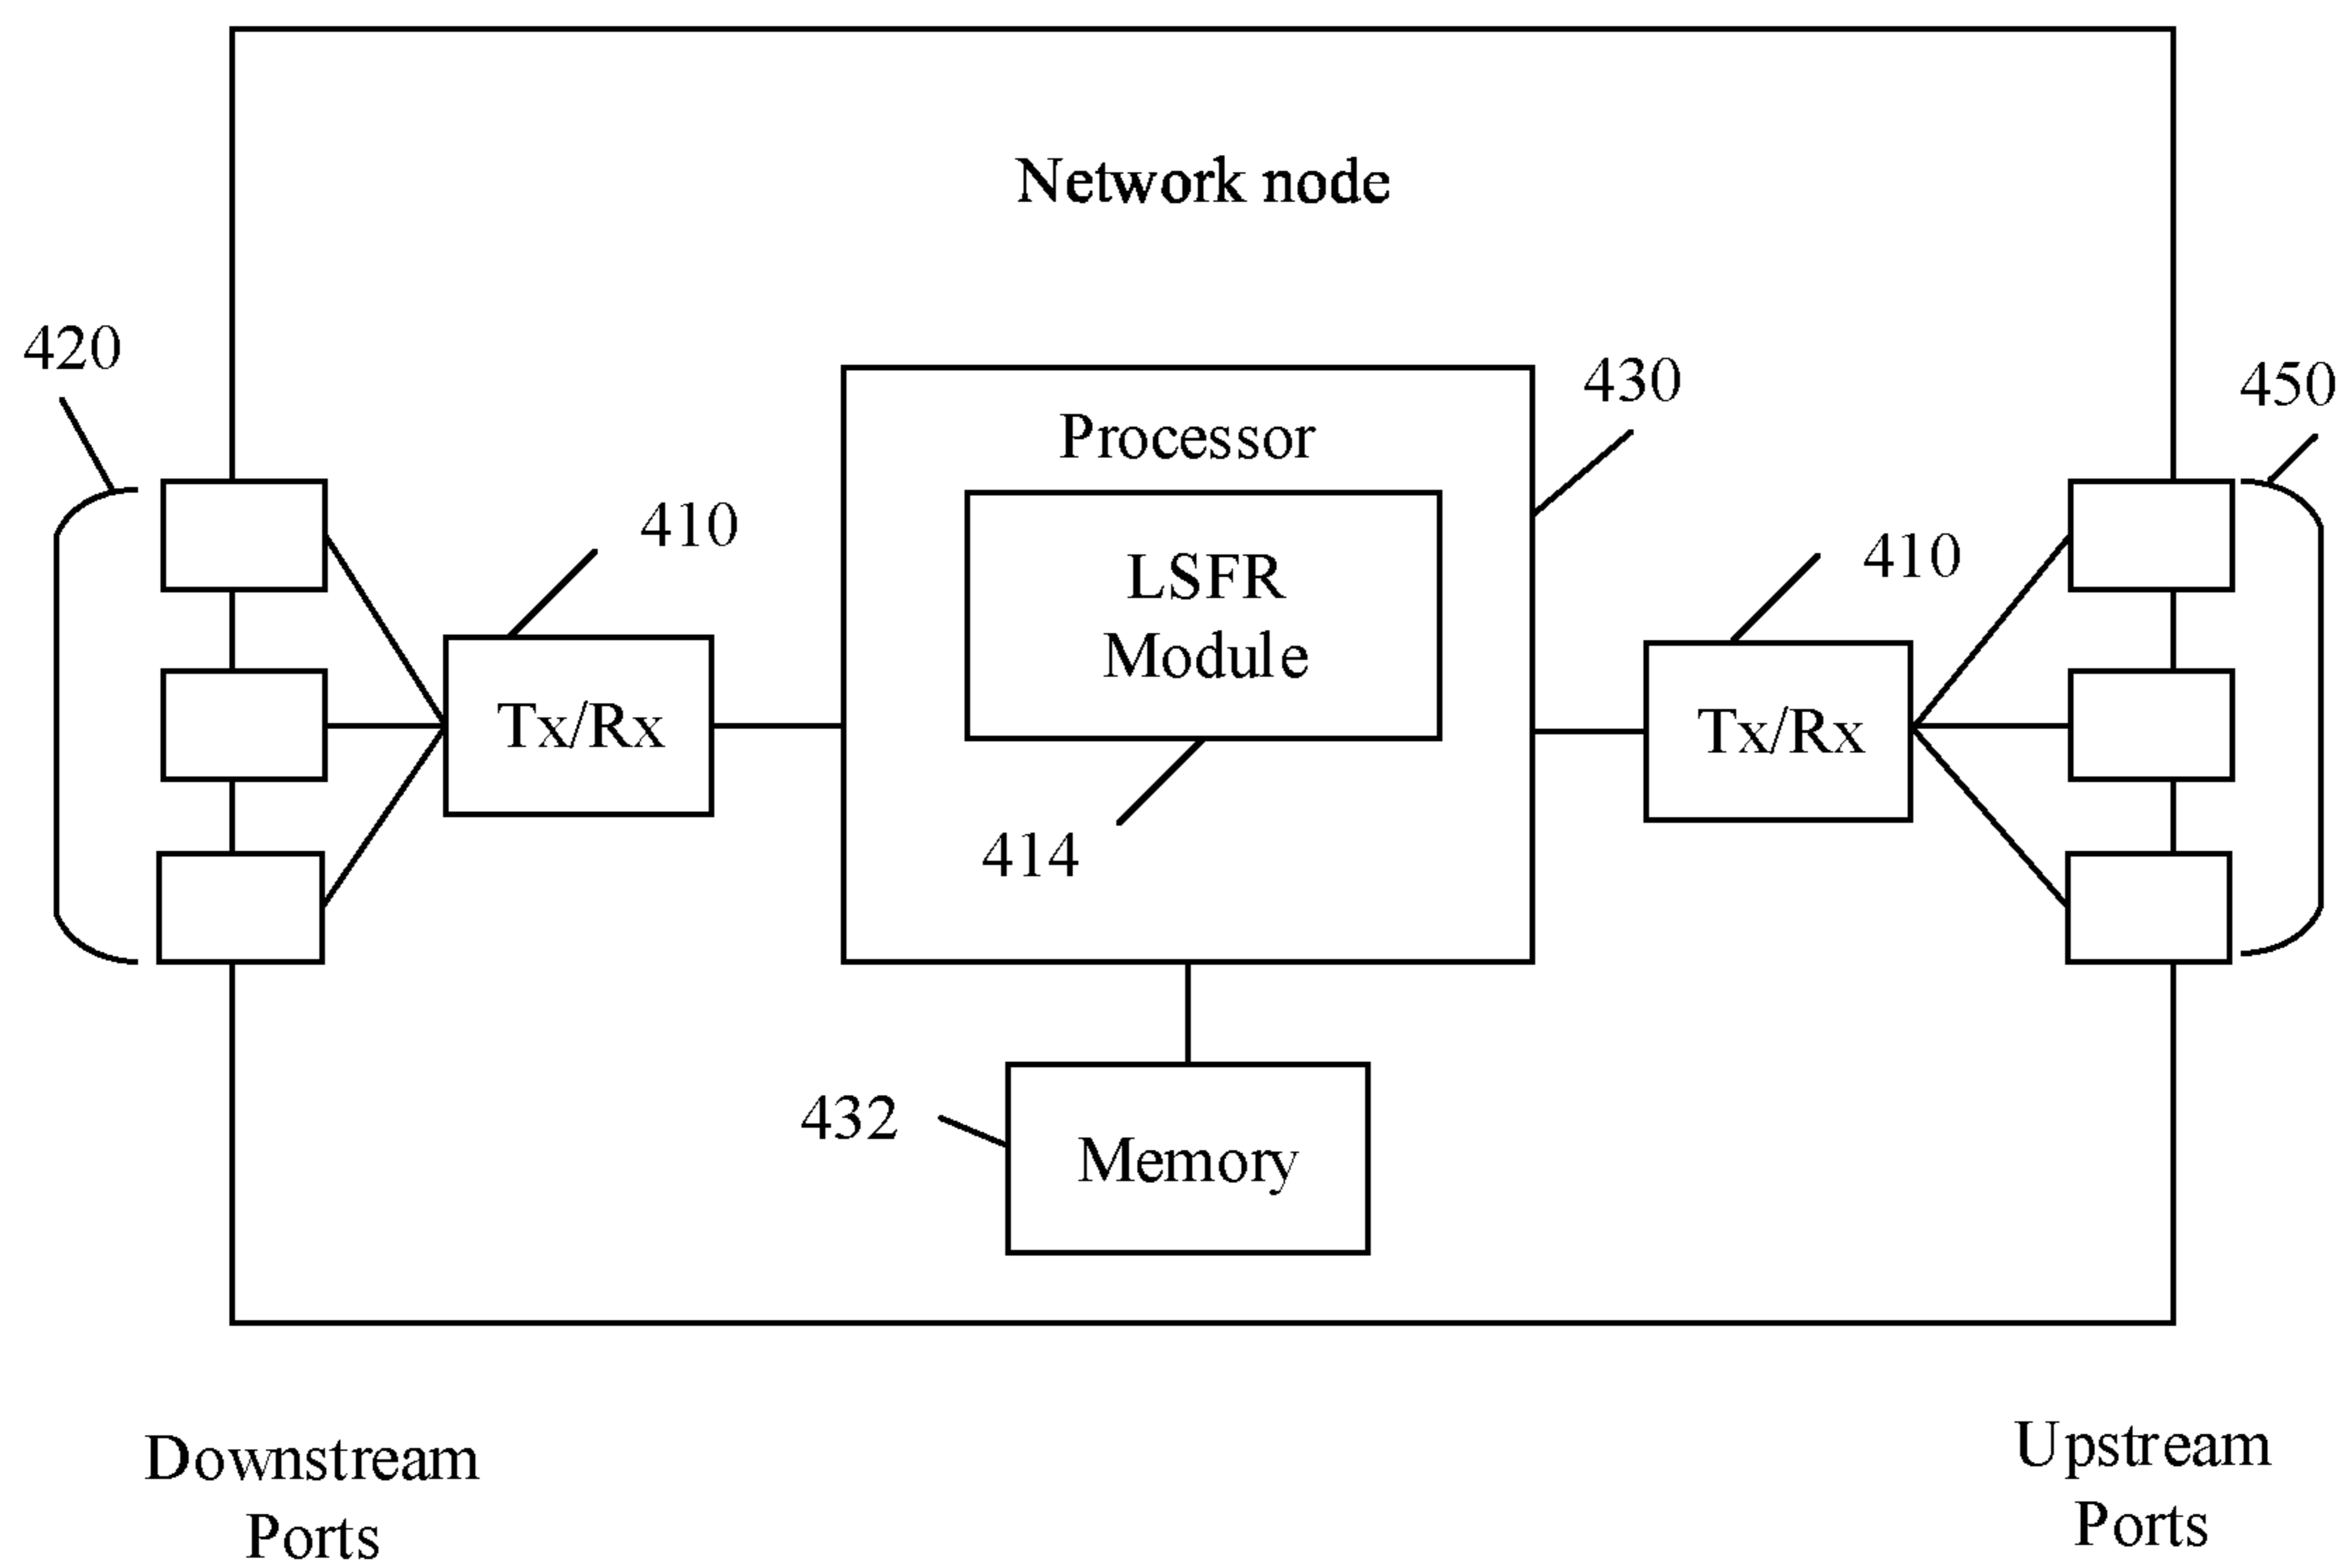 Network node
420
430
450
Processor
410
410
LSFR
Module
Tx/Rx
Tx/Rx
414
432
Memory
Downstream
Ports
Upstream
Ports